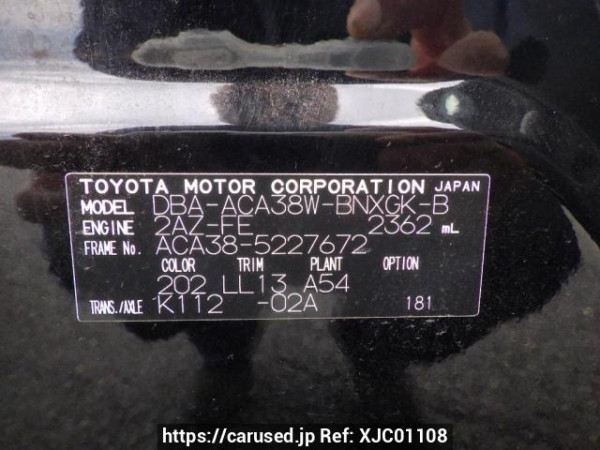 TOYOTA MOTOR CORPORATION JAPAN
MODEL DBA-ACA38W-BNXGK-B
ENGINE 2AZ-FE 2362 mL
FRAME No. ACA38-5227672
COLOR TRIM PLANT OPTION
202 LL13 A54
TRANS./AXLE K112 -02A 181
https://carused.jp Ref: XJC01108